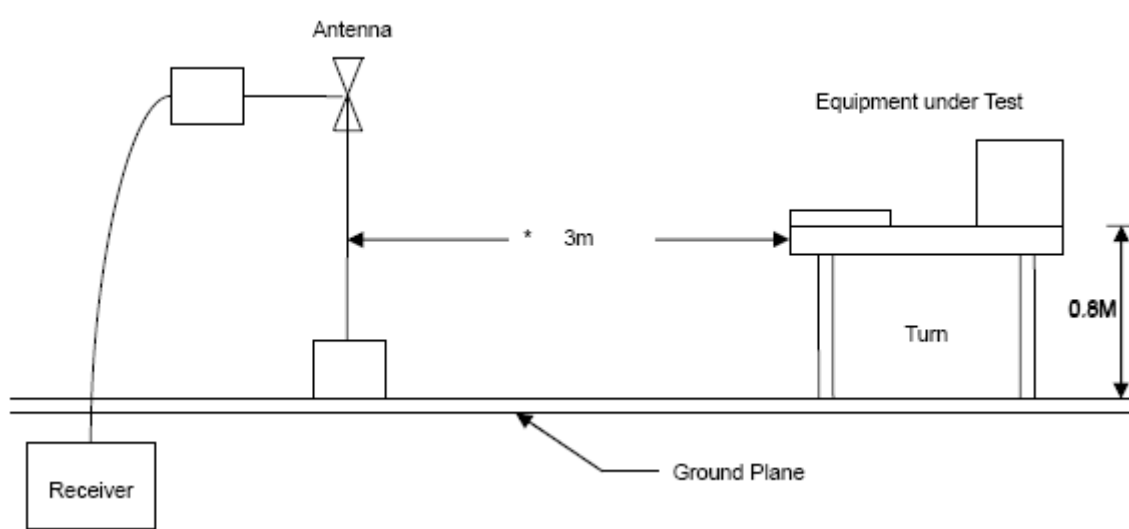 Antenna
Equipment under Test
* 3m
0.8M
Turn
Ground Plane
Receiver